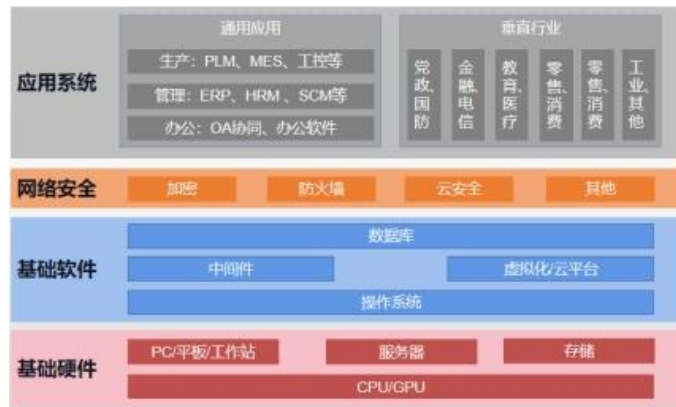 应用系统
通用应用
生产：PLM、MES、工控等
管理：ERP、HRM 、SCM等
办公：OA协同、办公软件
垂直行业
党政、国防
金融、电信
教育、医疗
零售、消费
零售、消费
工业、其他
网络安全
加密
防火墙
云安全
其他
基础软件
数据库
中间件
虚拟化/云平台
操作系统
基础硬件
PC/平板/工作站
服务器
存储
CPU/GPU